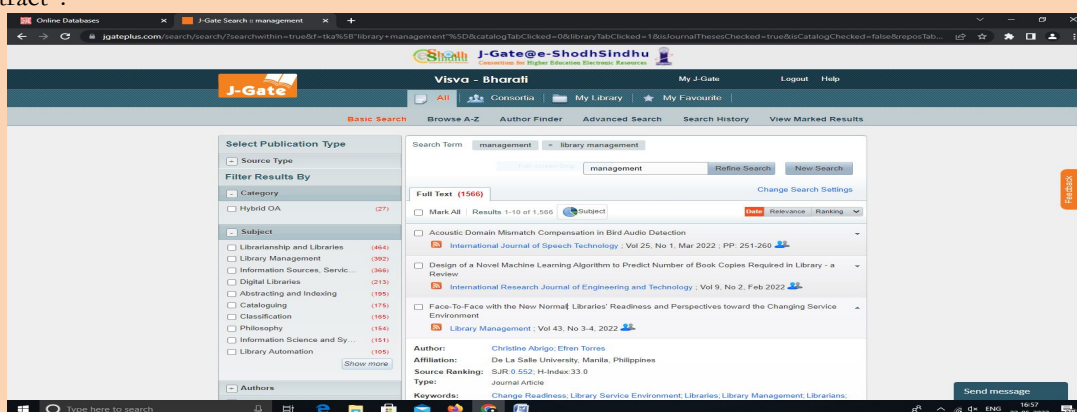 tract".
Online Databases
J-Gate Search :: management
jgateplus.com/search/search/?searchwithin=true&f=tka%5B"library+management"%5D&catalogTabClicked=0&libraryTabClicked=1&isJournalThesesChecked=true&isCatalogChecked=false&reposTab...
J-Gate@e-ShodhSindhu
Consortium for Higher Education Electronic Resources
J-Gate
Visva - Bharati
My J-Gate Logout Help
All Consortia My Library My Favourite
Basic Search Browse A-Z Author Finder Advanced Search Search History View Marked Results
Select Publication Type
Source Type
Filter Results By
Category
Hybrid OA (27)
Subject
Librarianship and Libraries (464)
Library Management (392)
Information Sources, Servic... (366)
Digital Libraries (213)
Abstracting and Indexing (195)
Cataloguing (175)
Classification (165)
Philosophy (154)
Information Science and Sy... (151)
Library Automation (105)
Show more
Authors
Search Term management library management
management Refine Search New Search
Full Text (1566) Change Search Settings
Mark All Results 1-10 of 1,566 Subject Date Relevance Ranking
Acoustic Domain Mismatch Compensation in Bird Audio Detection
International Journal of Speech Technology ; Vol 25, No 1, Mar 2022 ; PP: 251-260
Design of a Novel Machine Learning Algorithm to Predict Number of Book Copies Required in Library - a
Review
International Research Journal of Engineering and Technology ; Vol 9, No 2, Feb 2022
Face-To-Face with the New Normal: Libraries' Readiness and Perspectives toward the Changing Service
Environment
Library Management ; Vol 43, No 3-4, 2022
Author: Christine Abrigo; Efren Torres
Affiliation: De La Salle University, Manila, Philippines
Source Ranking: SJR:0.552; H-Index:33.0
Type: Journal Article
Keywords: Change Readiness; Library Service Environment; Libraries; Library Management; Librarians;
Feedback
Send message
Type here to search
ENG
16:57